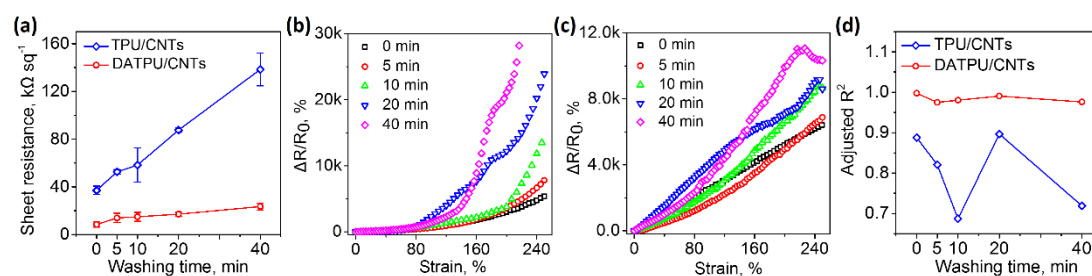 (a)
Sheet resistance, kΩ sq⁻¹
160
120
80
40
0
TPU/CNTs
DATPU/CNTs
0 5 10 20 40
Washing time, min
(b)
ΔR/R₀, %
30k
20k
10k
0
0 min
5 min
10 min
20 min
40 min
0 80 160 240
Strain, %
(c)
ΔR/R₀, %
12.0k
8.0k
4.0k
0.0
0 min
5 min
10 min
20 min
40 min
0 80 160 240
Strain, %
(d)
Adjusted R²
1.1
1.0
0.9
0.8
0.7
TPU/CNTs
DATPU/CNTs
0 5 10 20 40
Washing time, min